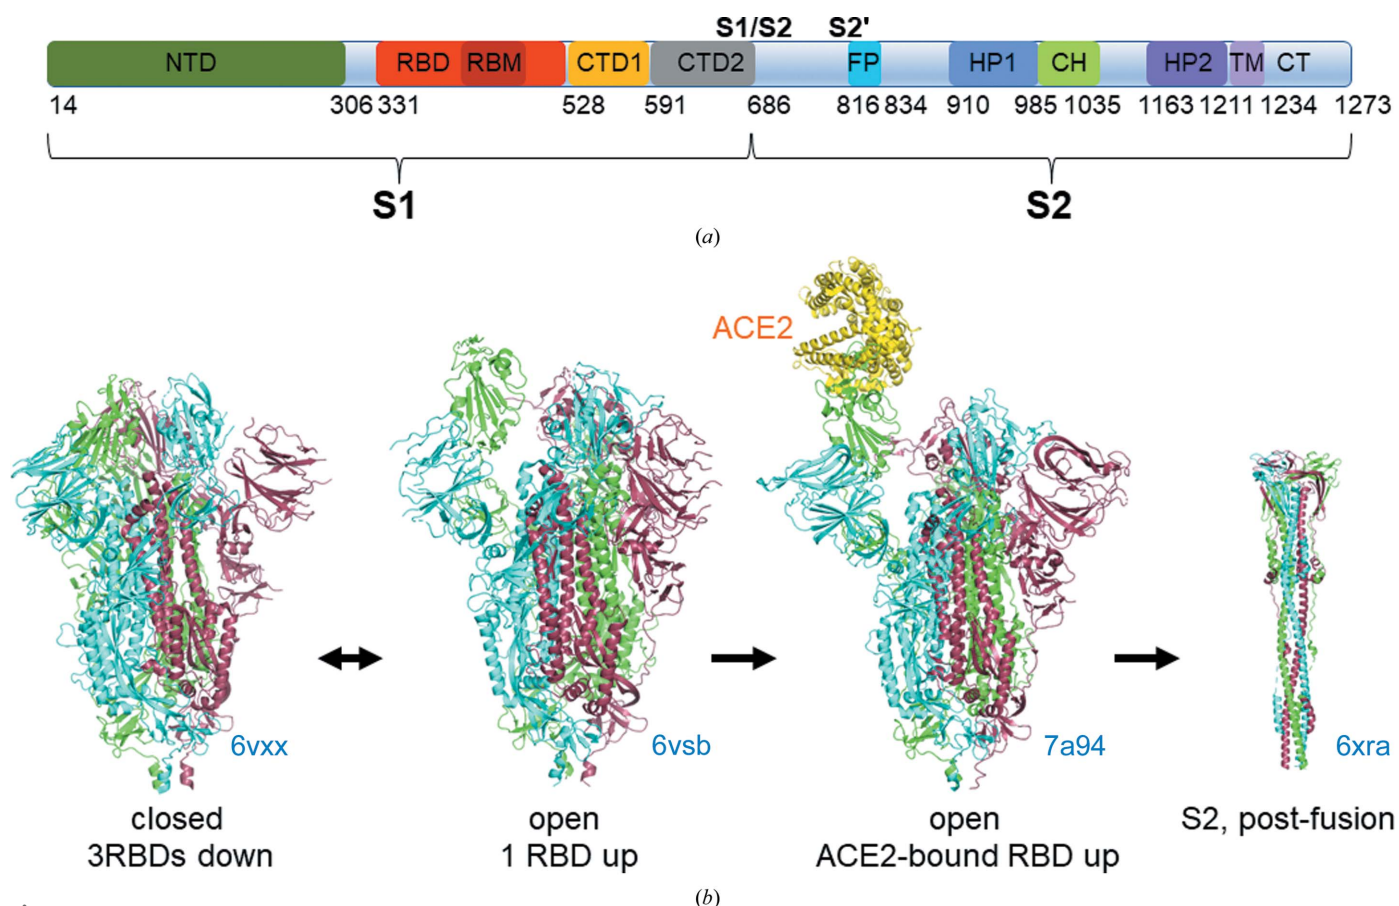 S1/S2 S2'
NTD RBD RBM CTD1 CTD2 FP HP1 CH HP2 TM CT
14 306 331 528 591 686 816 834 910 985 1035 1163 1211 1234 1273
S1 S2
(a)
ACE2
6vxx 6vsb 7a94 6xra
closed open open S2, post-fusion
3RBDs down 1 RBD up ACE2-bound RBD up
(b)